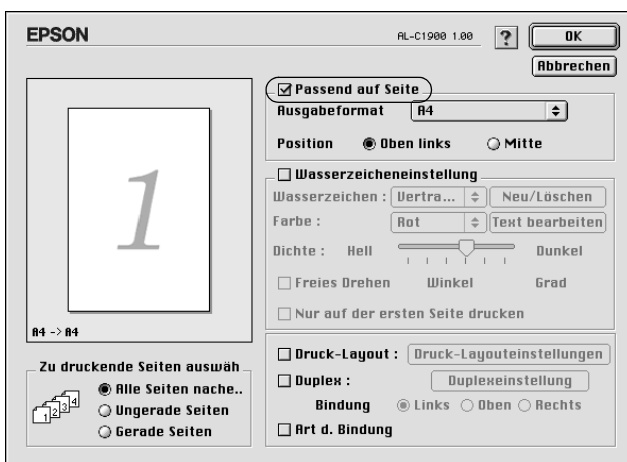 EPSON
AL-C1900 1.00
?
OK
Abbrechen
1
A4 -> A4
Zu druckende Seiten auswäh
1 2 3 4
Alle Seiten nache..
Ungerade Seiten
Gerade Seiten
Passend auf Seite
Ausgabeformat A4
Position Oben links Mitte
Wasserzeicheneinstellung
Wasserzeichen : Vertra... Neu/Löschen
Farbe : Rot Text bearbeiten
Dichte : Hell Dunkel
Freies Drehen Winkel Grad
Nur auf der ersten Seite drucken
Druck-Layout : Druck-Layouteinstellungen
Duplex : Duplexeinstellung
Bindung Links Oben Rechts
Art d. Bindung